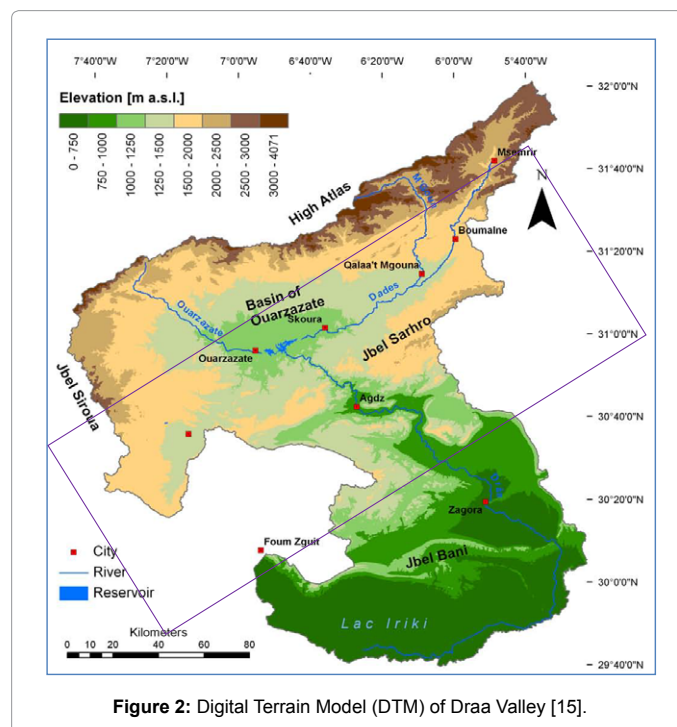 7°40'0"W 7°20'0"W 7°0'0"W 6°40'0"W 6°20'0"W 6°0'0"W 5°40'0"W
Elevation [m a.s.l.]
0 - 750
750 - 1000
1000 - 1250
1250 - 1500
1500 - 2000
2000 - 2500
2500 - 3000
3000 - 4071
32°0'0"N
Msemrir
31°40'0"N
N
High Atlas
Boumalne
31°20'0"N
Qalaa't Mgouna
Dades
Basin of
Ouarzazate
Ouarzazate
Skoura
31°0'0"N
Jbel Sarhro
Ouarzazate
Jbel Siroua
Agdz
30°40'0"N
30°20'0"N
Zagora
Foum Zguit
Jbel Bani
City
River
Reservoir
30°0'0"N
Lac Iriki
Kilometers
0 10 20 40 60 80
29°40'0"N
Figure 2: Digital Terrain Model (DTM) of Draa Valley [15].